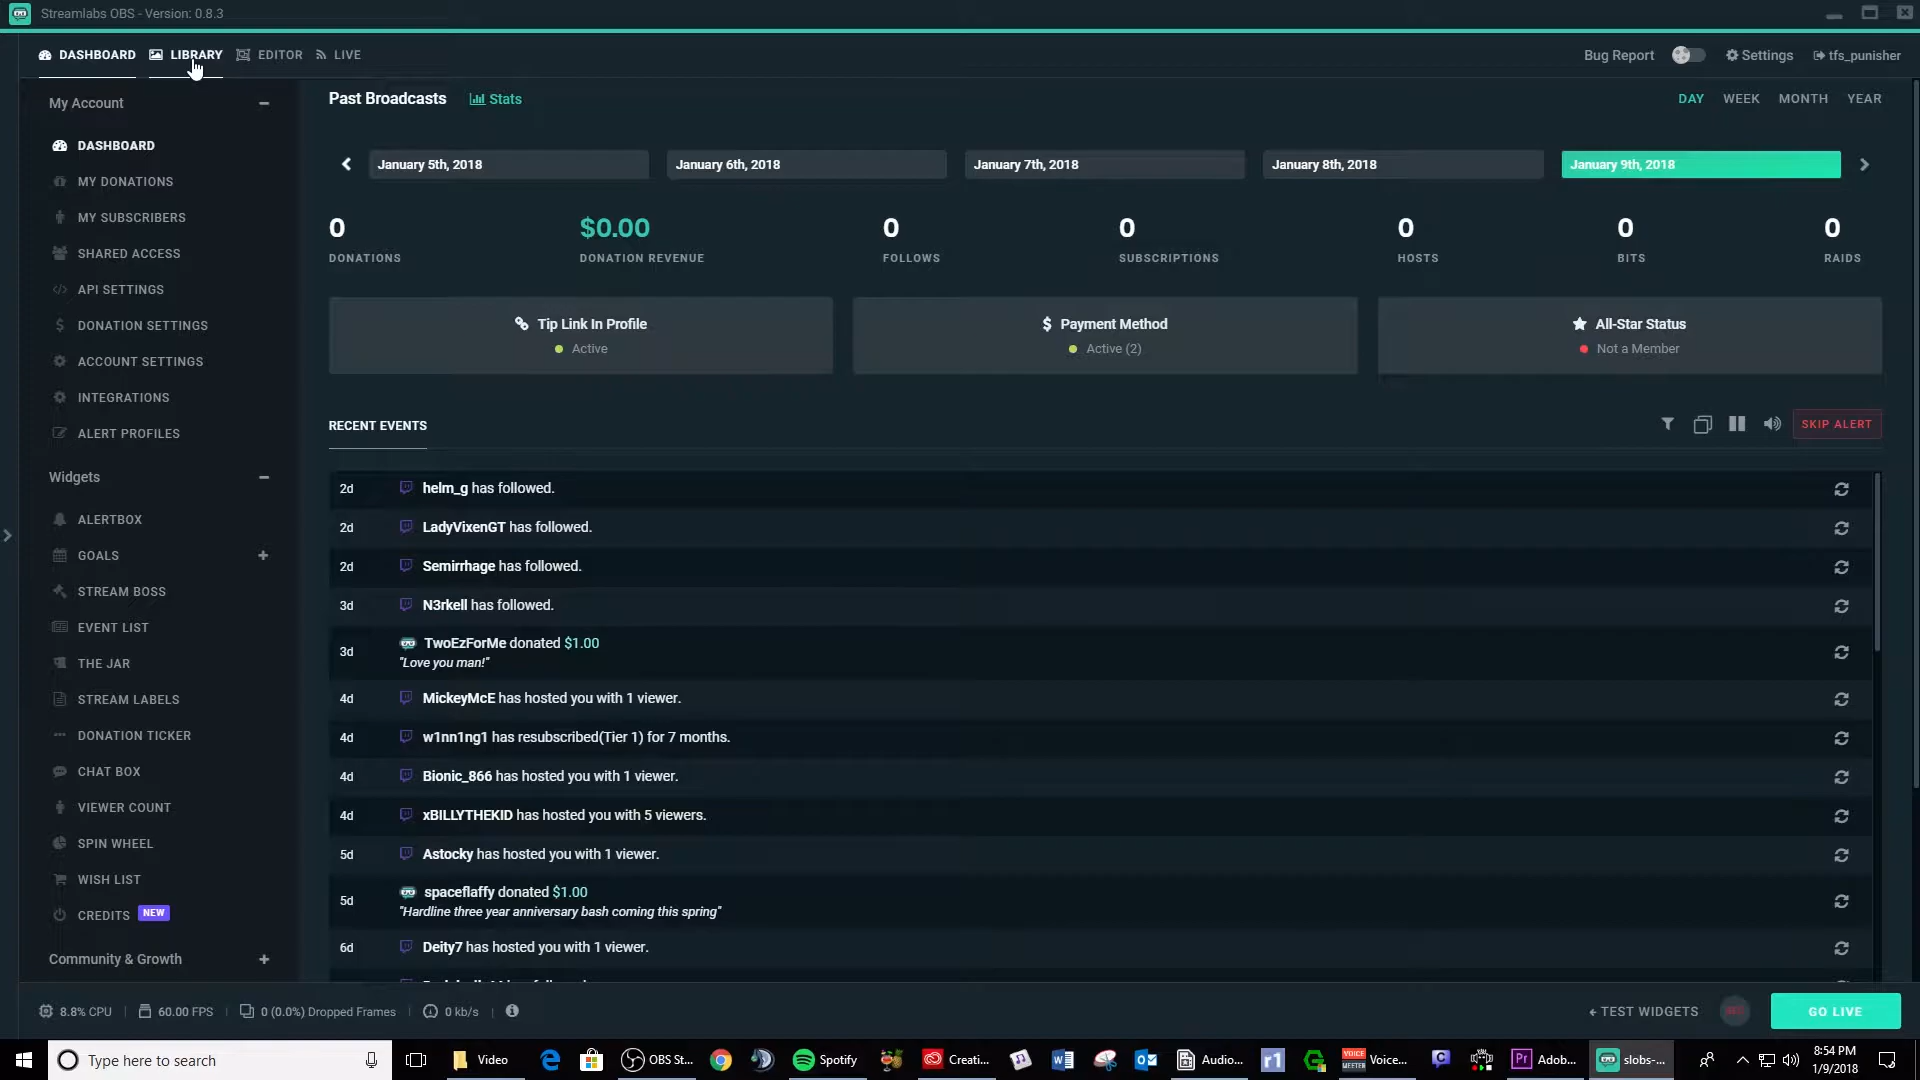 Streamlabs OBS - Version: 0.8.3
DASHBOARD LIBRARY EDITOR LIVE
Bug Report Settings tfs_punisher
My Account
DASHBOARD
MY DONATIONS
MY SUBSCRIBERS
SHARED ACCESS
API SETTINGS
DONATION SETTINGS
ACCOUNT SETTINGS
INTEGRATIONS
ALERT PROFILES
Widgets
ALERTBOX
GOALS
STREAM BOSS
EVENT LIST
THE JAR
STREAM LABELS
DONATION TICKER
CHAT BOX
VIEWER COUNT
SPIN WHEEL
WISH LIST
CREDITS NEW
Community & Growth
Past Broadcasts Stats
DAY WEEK MONTH YEAR
January 5th, 2018 January 6th, 2018 January 7th, 2018 January 8th, 2018 January 9th, 2018
0 $0.00 0 0 0 0 0
DONATIONS DONATION REVENUE FOLLOWS SUBSCRIPTIONS HOSTS BITS RAIDS
Tip Link In Profile
Active
Payment Method
Active (2)
All-Star Status
Not a Member
RECENT EVENTS
SKIP ALERT
2d helm_g has followed.
2d LadyVixenGT has followed.
2d Semirrhage has followed.
3d N3rkell has followed.
3d TwoEzForMe donated $1.00
"Love you man!"
4d MickeyMcE has hosted you with 1 viewer.
4d w1nn1ng1 has resubscribed(Tier 1) for 7 months.
4d Bionic_866 has hosted you with 1 viewer.
4d xBILLYTHEKID has hosted you with 5 viewers.
5d Astocky has hosted you with 1 viewer.
5d spaceflaffy donated $1.00
"Hardline three year anniversary bash coming this spring"
6d Deity7 has hosted you with 1 viewer.
8.8% CPU 60.00 FPS 0 (0.0%) Dropped Frames 0 kb/s
TEST WIDGETS REC GO LIVE
Type here to search
Video OBS St... Spotify Creati... Audio... r1 VOICE MEETER Voice... Pr Adob... slobs-...
8:54 PM
1/9/2018